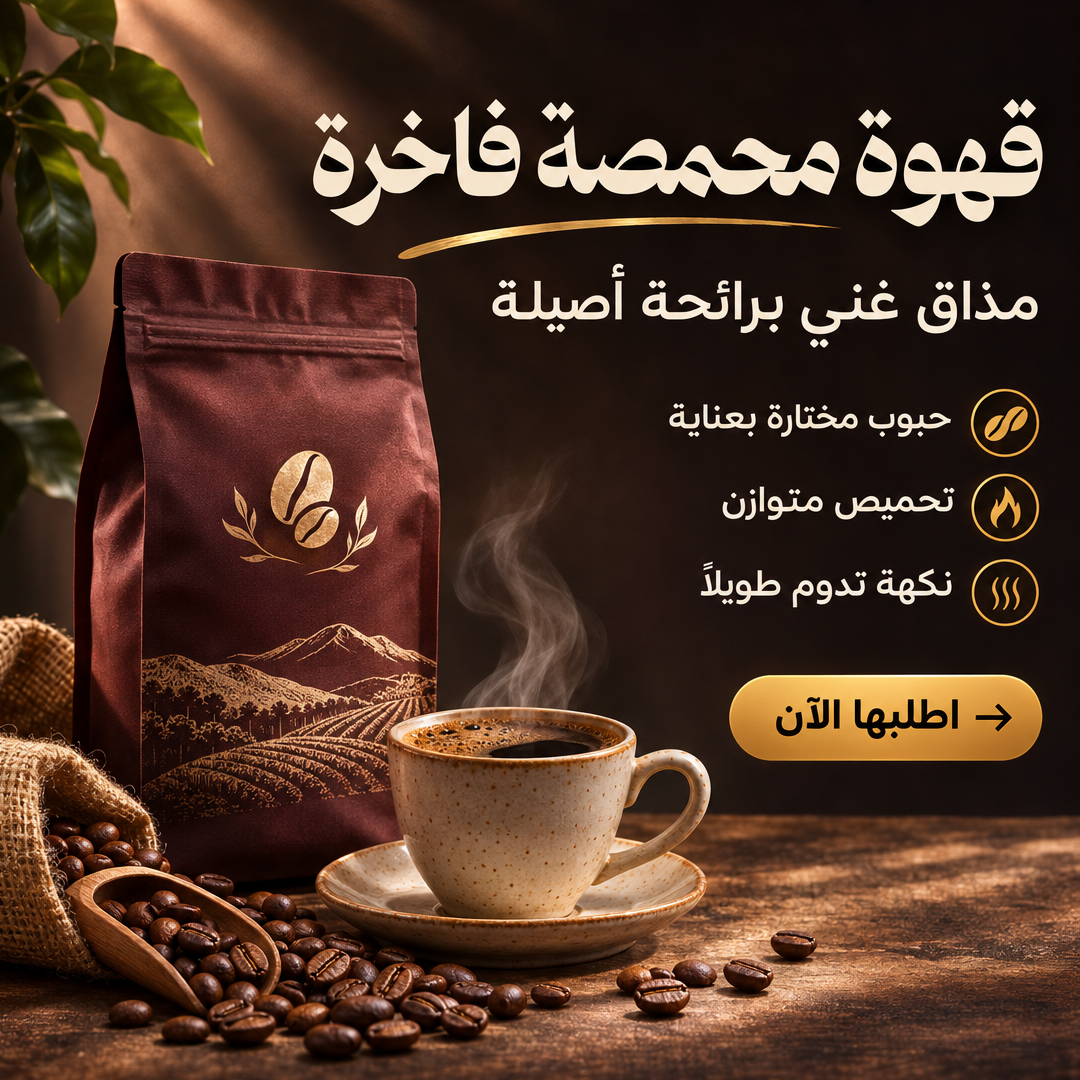 قهوة محمصة فاخرة
مذاق غني برائحة أصيلة
حبوب مختارة بعناية
تحميص متوازن
نكهة تدوم طويلاً
اطلبها الآن →